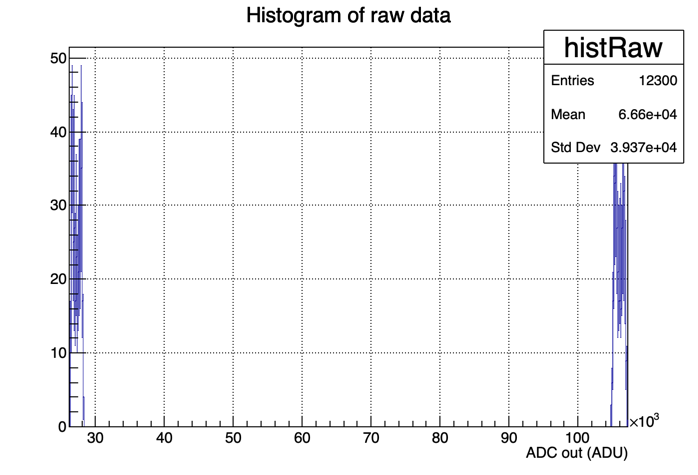 Histogram of raw data
histRaw
Entries 12300
Mean 6.66e+04
Std Dev 3.937e+04
50
40
30
20
10
0
30 40 50 60 70 80 90 100
×10³
ADC out (ADU)